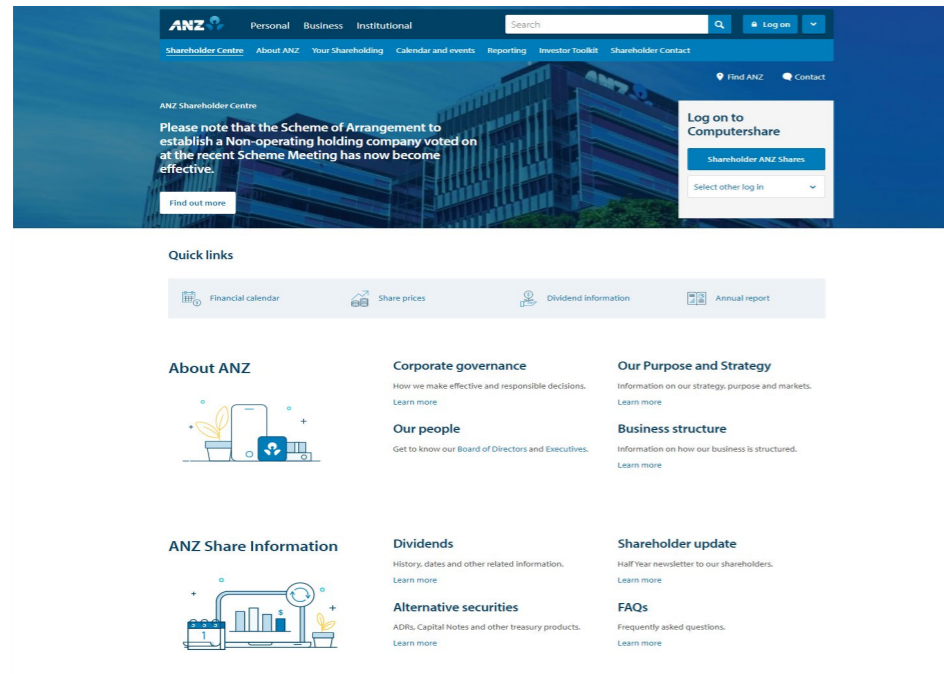 ANZ Personal Business Institutional Search Log on
Shareholder Centre About ANZ Your Shareholding Calendar and events Reporting Investor Toolkit Shareholder Contact
Find ANZ Contact
ANZ
ANZ Shareholder Centre
Please note that the Scheme of Arrangement to
establish a Non-operating holding company voted on
at the recent Scheme Meeting has now become
effective.
Find out more
Log on to
Computershare
Shareholder ANZ Shares
Select other log in
Quick links
Financial calendar Share prices Dividend information Annual report
About ANZ
Corporate governance
How we make effective and responsible decisions.
Learn more
Our Purpose and Strategy
Information on our strategy, purpose and markets.
Learn more
Our people
Get to know our Board of Directors and Executives.
Business structure
Information on how our business is structured.
Learn more
ANZ Share Information
$
1
Dividends
History, dates and other related information.
Learn more
Shareholder update
Half Year newsletter to our shareholders.
Learn more
Alternative securities
ADRs, Capital Notes and other treasury products.
Learn more
FAQs
Frequently asked questions.
Learn more